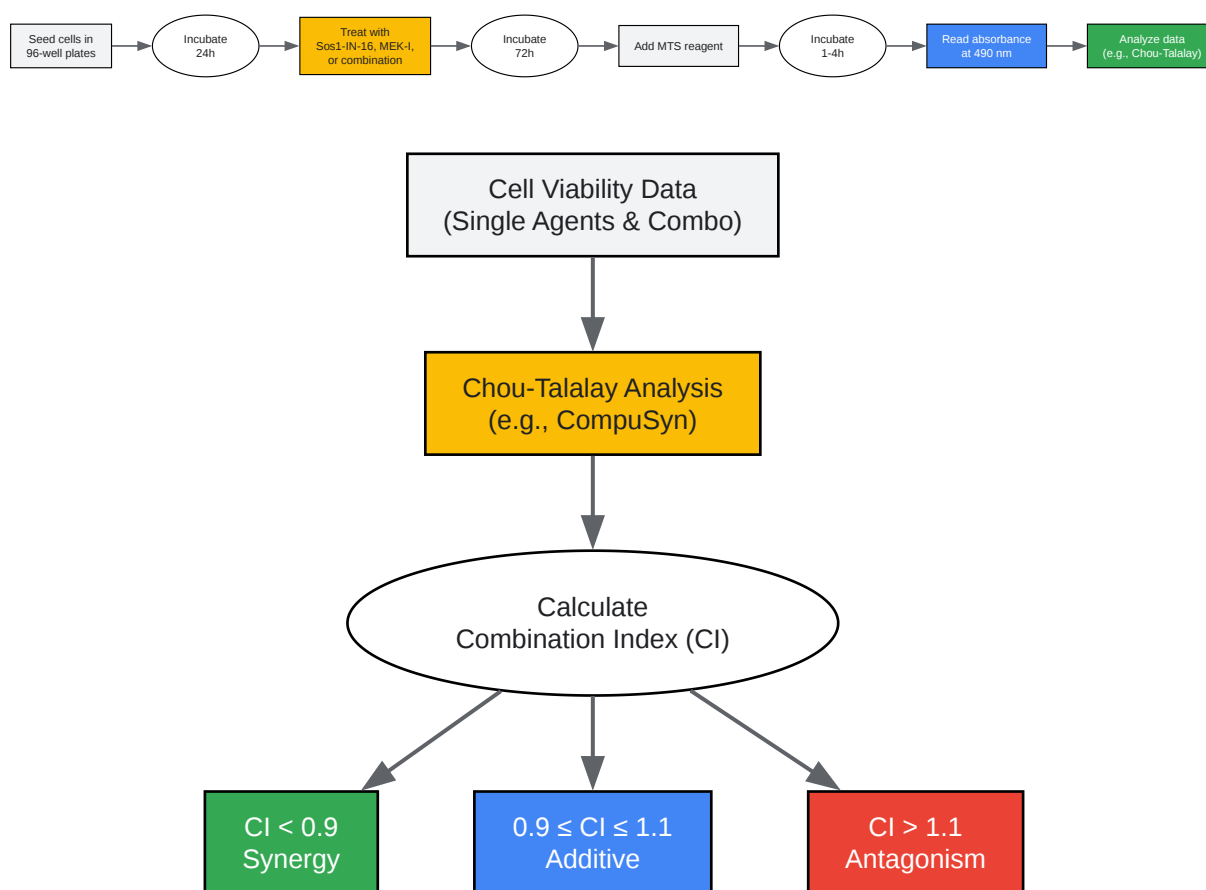 Seed cells in
96-well plates
Incubate
24h
Treat with
Sos1-IN-16, MEK-I,
or combination
Incubate
72h
Add MTS reagent
Incubate
1-4h
Read absorbance
at 490 nm
Analyze data
(e.g., Chou-Talalay)
Cell Viability Data
(Single Agents & Combo)
Chou-Talalay Analysis
(e.g., CompuSyn)
Calculate
Combination Index (CI)
CI < 0.9
Synergy
0.9 ≤ CI ≤ 1.1
Additive
CI > 1.1
Antagonism